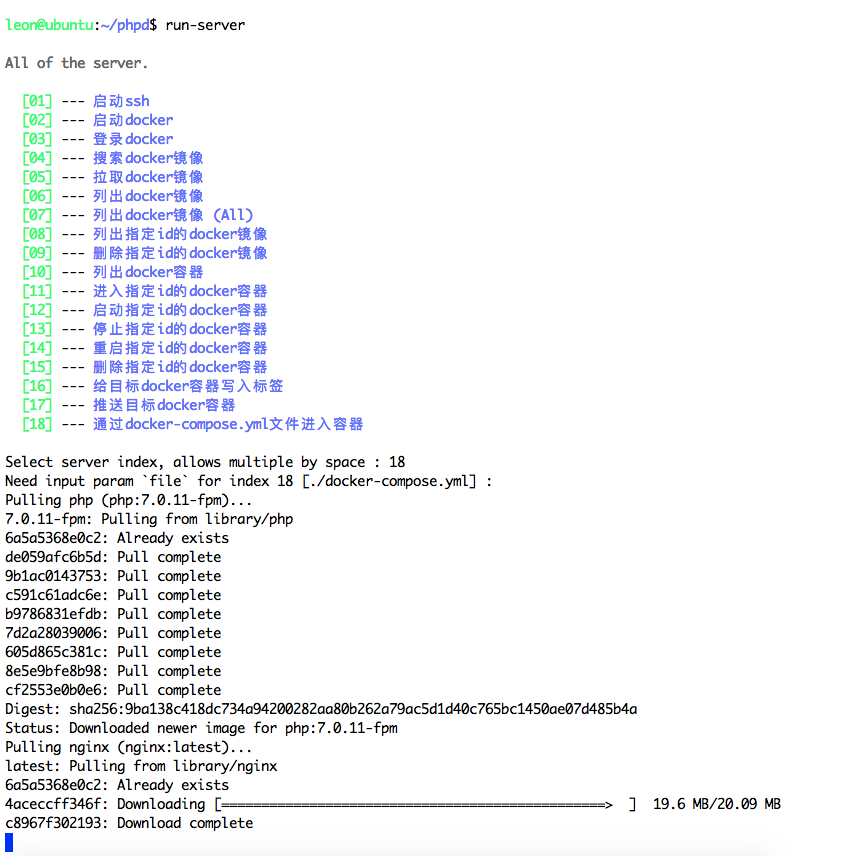 leon@ubuntu:~/phpd$ run-server
All of the server.
[01] --- 启动ssh
[02] --- 启动docker
[03] --- 登录docker
[04] --- 搜索docker镜像
[05] --- 拉取docker镜像
[06] --- 列出docker镜像
[07] --- 列出docker镜像 (All)
[08] --- 列出指定id的docker镜像
[09] --- 删除指定id的docker镜像
[10] --- 列出docker容器
[11] --- 进入指定id的docker容器
[12] --- 启动指定id的docker容器
[13] --- 停止指定id的docker容器
[14] --- 重启指定id的docker容器
[15] --- 删除指定id的docker容器
[16] --- 给目标docker容器写入标签
[17] --- 推送目标docker容器
[18] --- 通过docker-compose.yml文件进入容器
Select server index, allows multiple by space : 18
Need input param `file` for index 18 [./docker-compose.yml] :
Pulling php (php:7.0.11-fpm)...
7.0.11-fpm: Pulling from library/php
6a5a5368e0c2: Already exists
de059afc6b5d: Pull complete
9b1ac0143753: Pull complete
c591c61adc6e: Pull complete
b9786831efdb: Pull complete
7d2a28039006: Pull complete
605d865c381c: Pull complete
8e5e9bfe8b98: Pull complete
cf2553e0b0e6: Pull complete
Digest: sha256:9ba138c418dc734a94200282aa80b262a79ac5d1d40c765bc1450ae07d485b4a
Status: Downloaded newer image for php:7.0.11-fpm
Pulling nginx (nginx:latest)...
latest: Pulling from library/nginx
6a5a5368e0c2: Already exists
4aceccff346f: Downloading [================================================>  ]  19.6 MB/20.09 MB
c8967f302193: Download complete